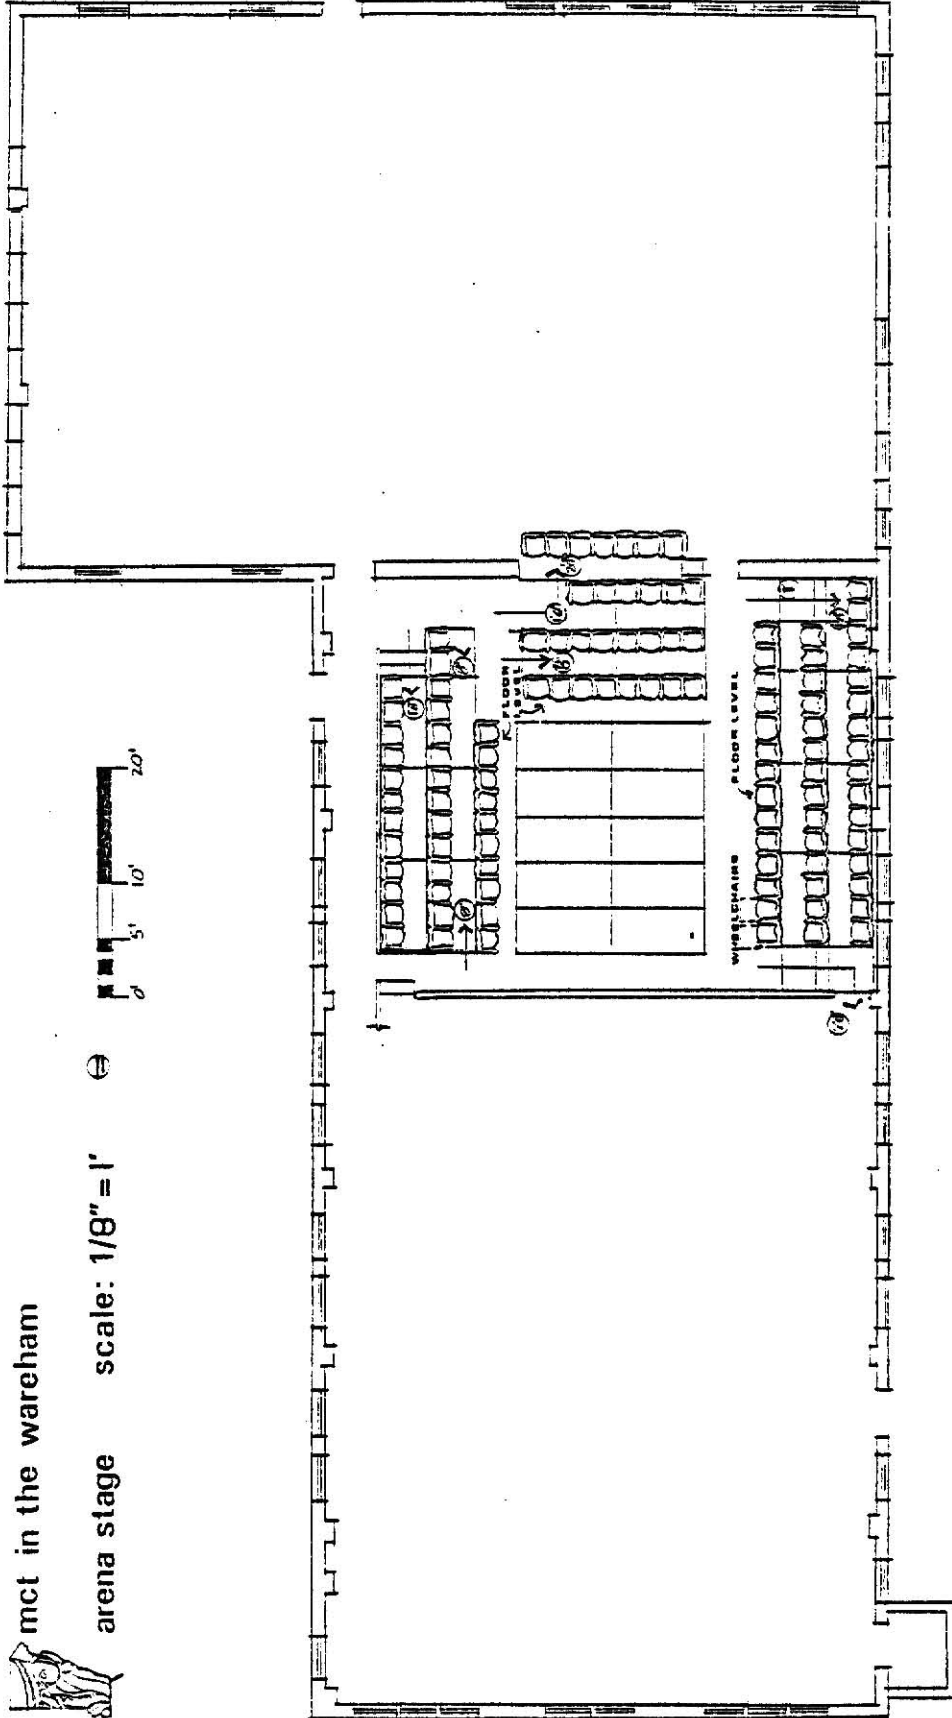 mct in the wareham
arena stage scale: 1/8" = 1'
0' 5' 10' 20'
FLOOR
LEVEL
FLOOR LEVEL
WHEELCHAIRS